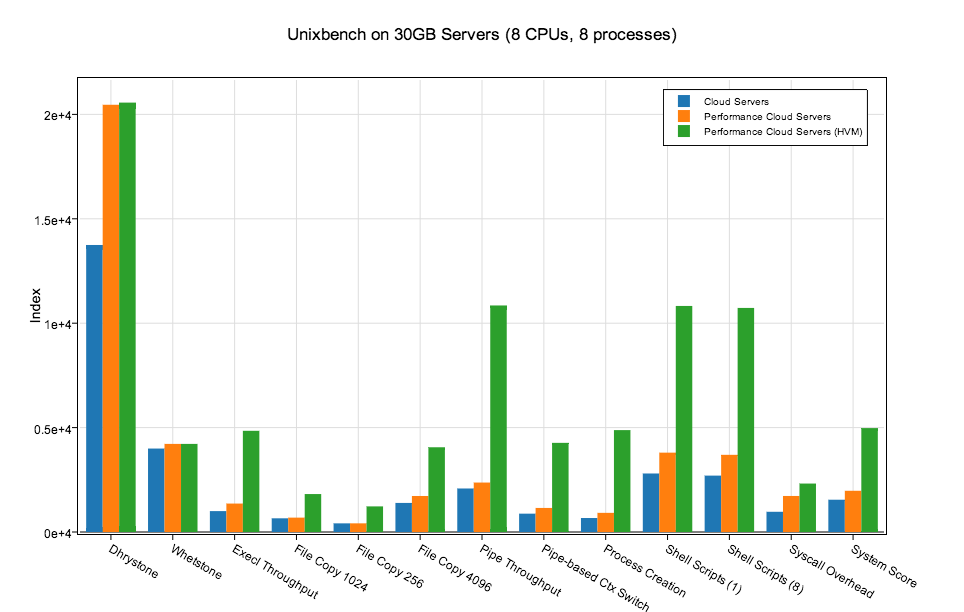 Unixbench on 30GB Servers (8 CPUs, 8 processes)
Cloud Servers
Performance Cloud Servers
Performance Cloud Servers (HVM)
Index
2e+4
1.5e+4
1e+4
0.5e+4
0e+4
Dhrystone
Whetstone
Execl Throughput
File Copy 1024
File Copy 256
File Copy 4096
Pipe Throughput
Pipe-based Ctx Switch
Process Creation
Shell Scripts (1)
Shell Scripts (8)
Syscall Overhead
System Score